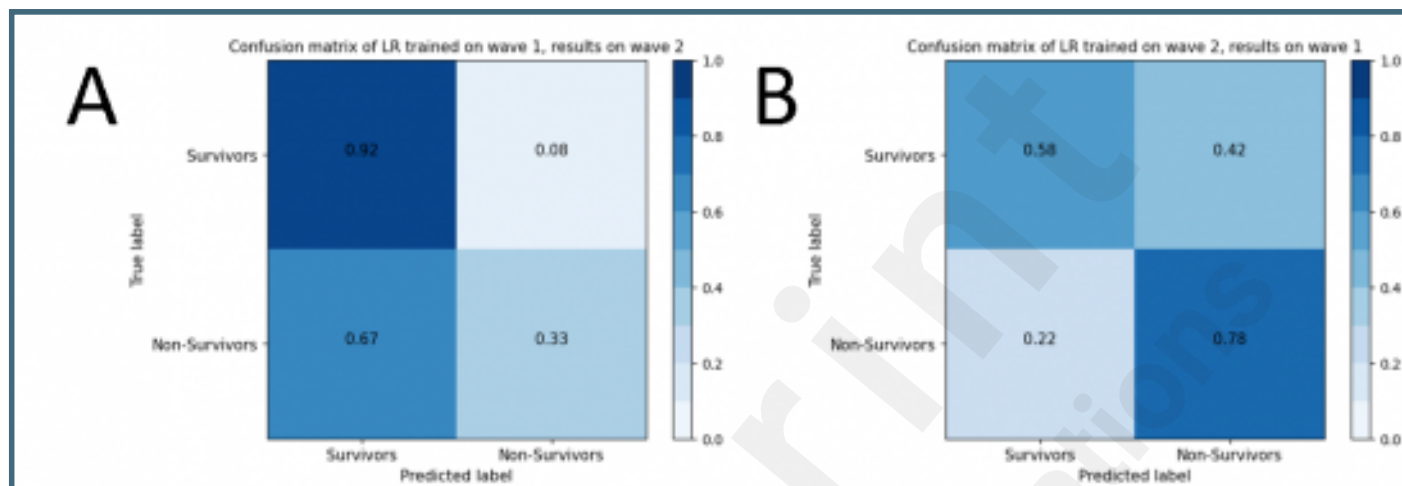 A
Confusion matrix of LR trained on wave 1, results on wave 2
Survivors
Non-Survivors
True label
0.92
0.08
0.67
0.33
Survivors
Non-Survivors
Predicted label
1.0
0.8
0.6
0.4
0.2
0.0
B
Confusion matrix of LR trained on wave 2, results on wave 1
Survivors
Non-Survivors
True label
0.58
0.42
0.22
0.78
Survivors
Non-Survivors
Predicted label
1.0
0.8
0.6
0.4
0.2
0.0